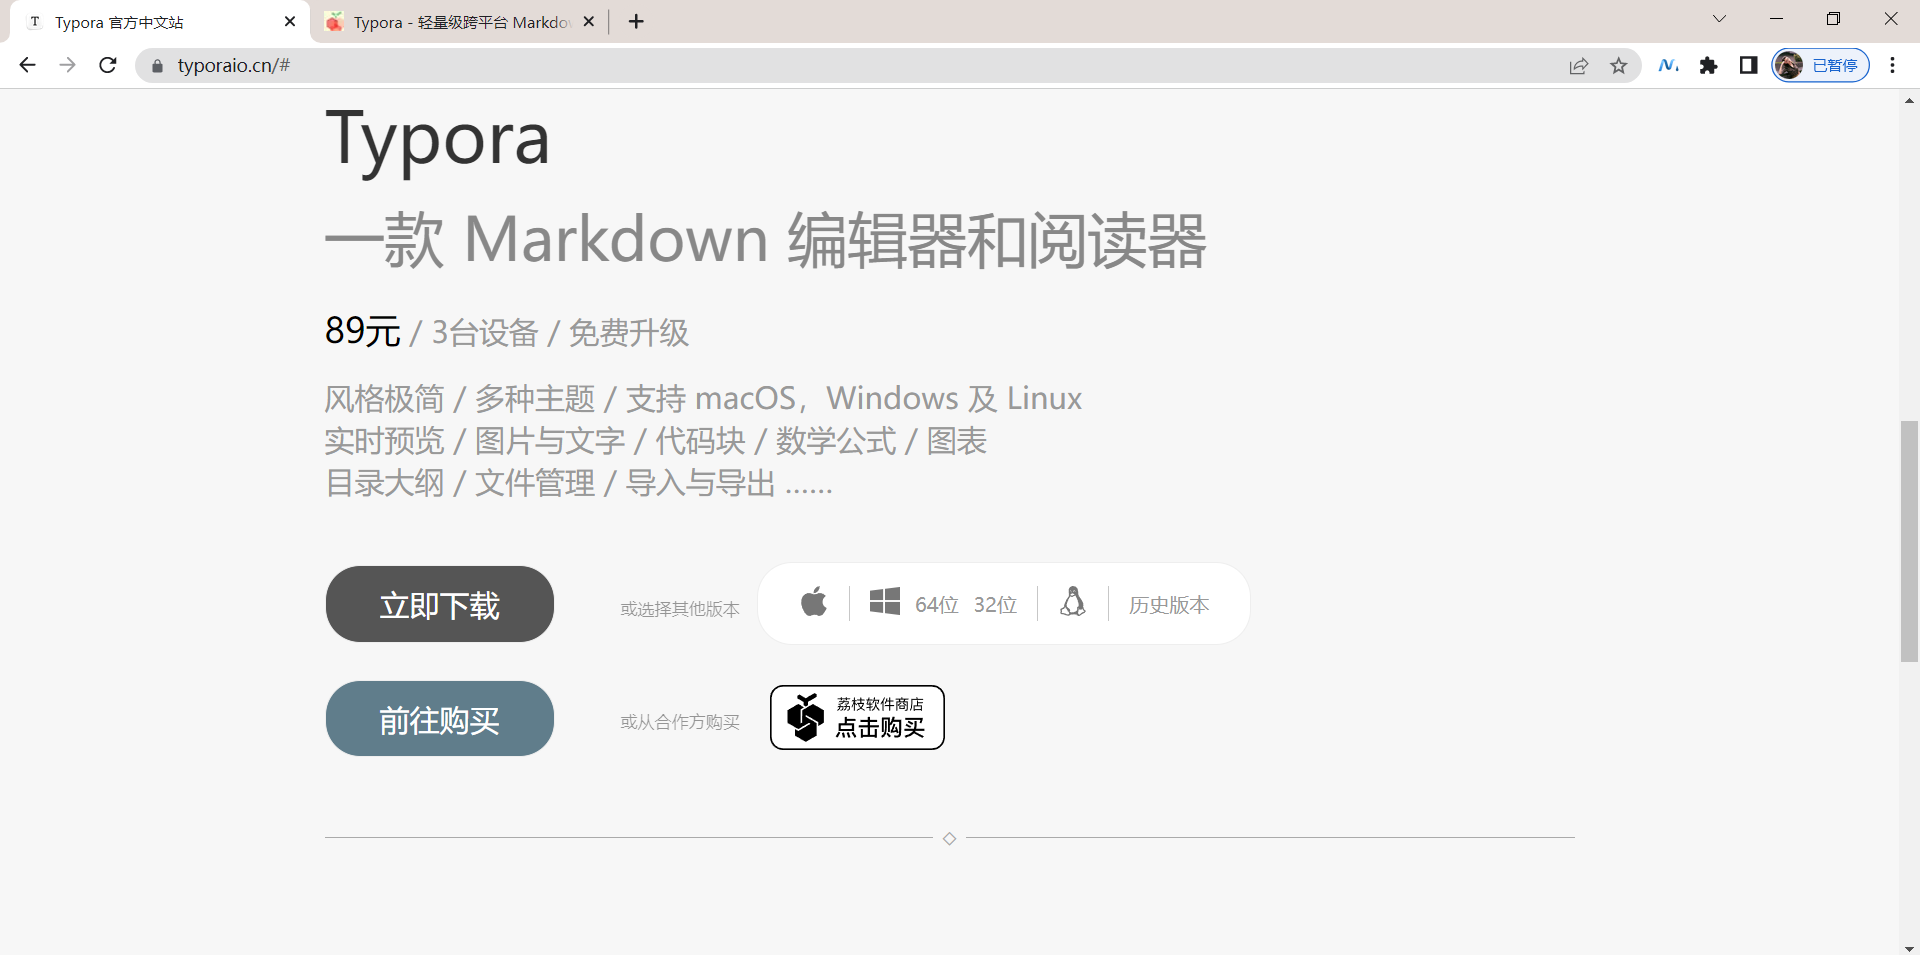 Typora 官方中文站
Typora - 轻量级跨平台 Markdo
typoraio.cn/#
已暂停
Typora
一款 Markdown 编辑器和阅读器
89元 / 3台设备 / 免费升级
风格极简 / 多种主题 / 支持 macOS，Windows 及 Linux
实时预览 / 图片与文字 / 代码块 / 数学公式 / 图表
目录大纲 / 文件管理 / 导入与导出 ……
立即下载
或选择其他版本
64位 32位
历史版本
前往购买
或从合作方购买
荔枝软件商店
点击购买